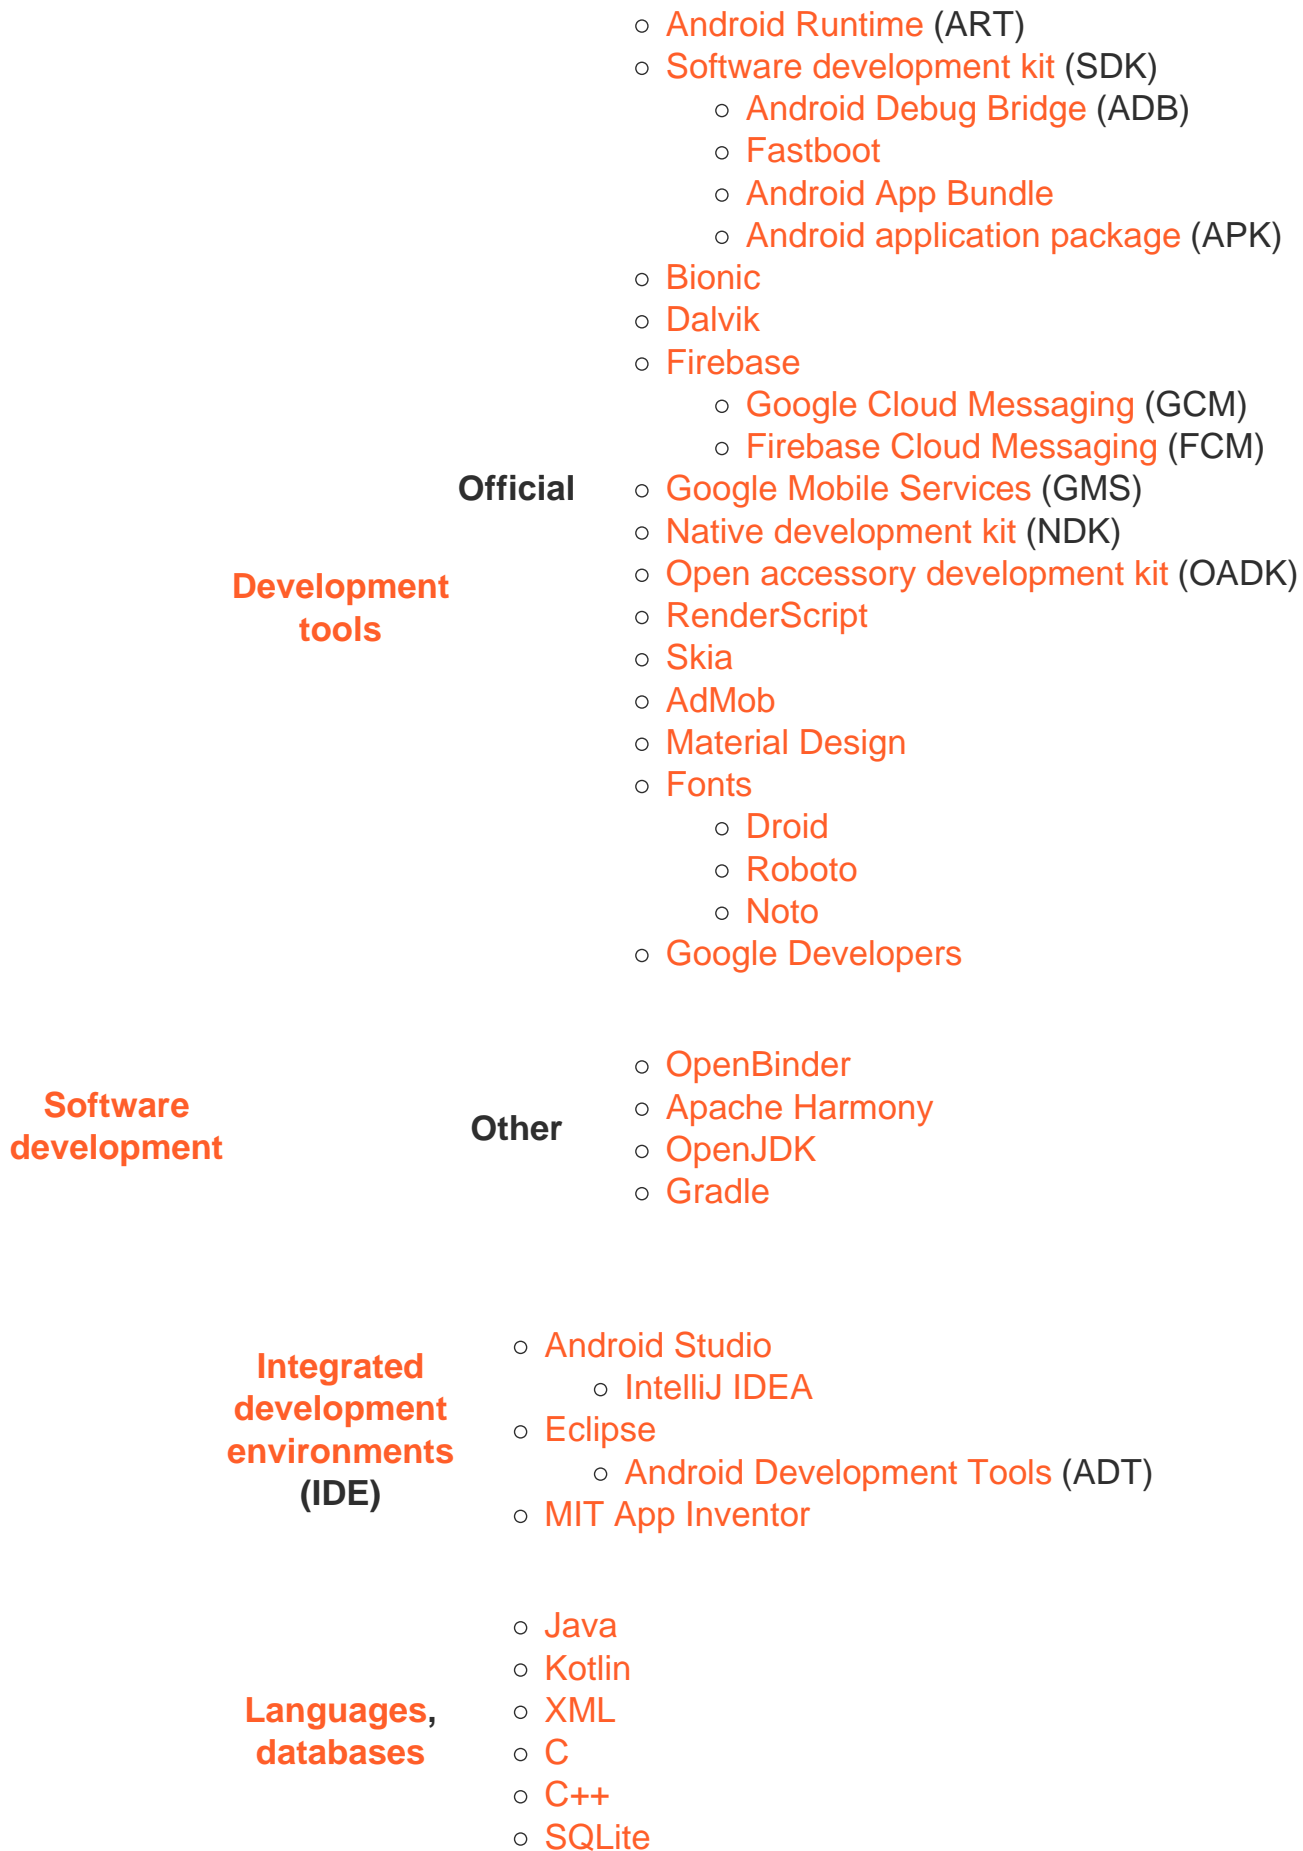 Software
development
Development
tools
Official
Android Runtime (ART)
Software development kit (SDK)
Android Debug Bridge (ADB)
Fastboot
Android App Bundle
Android application package (APK)
Bionic
Dalvik
Firebase
Google Cloud Messaging (GCM)
Firebase Cloud Messaging (FCM)
Google Mobile Services (GMS)
Native development kit (NDK)
Open accessory development kit (OADK)
RenderScript
Skia
AdMob
Material Design
Fonts
Droid
Roboto
Noto
Google Developers
Other
OpenBinder
Apache Harmony
OpenJDK
Gradle
Integrated
development
environments
(IDE)
Android Studio
IntelliJ IDEA
Eclipse
Android Development Tools (ADT)
MIT App Inventor
Languages,
databases
Java
Kotlin
XML
C
C++
SQLite